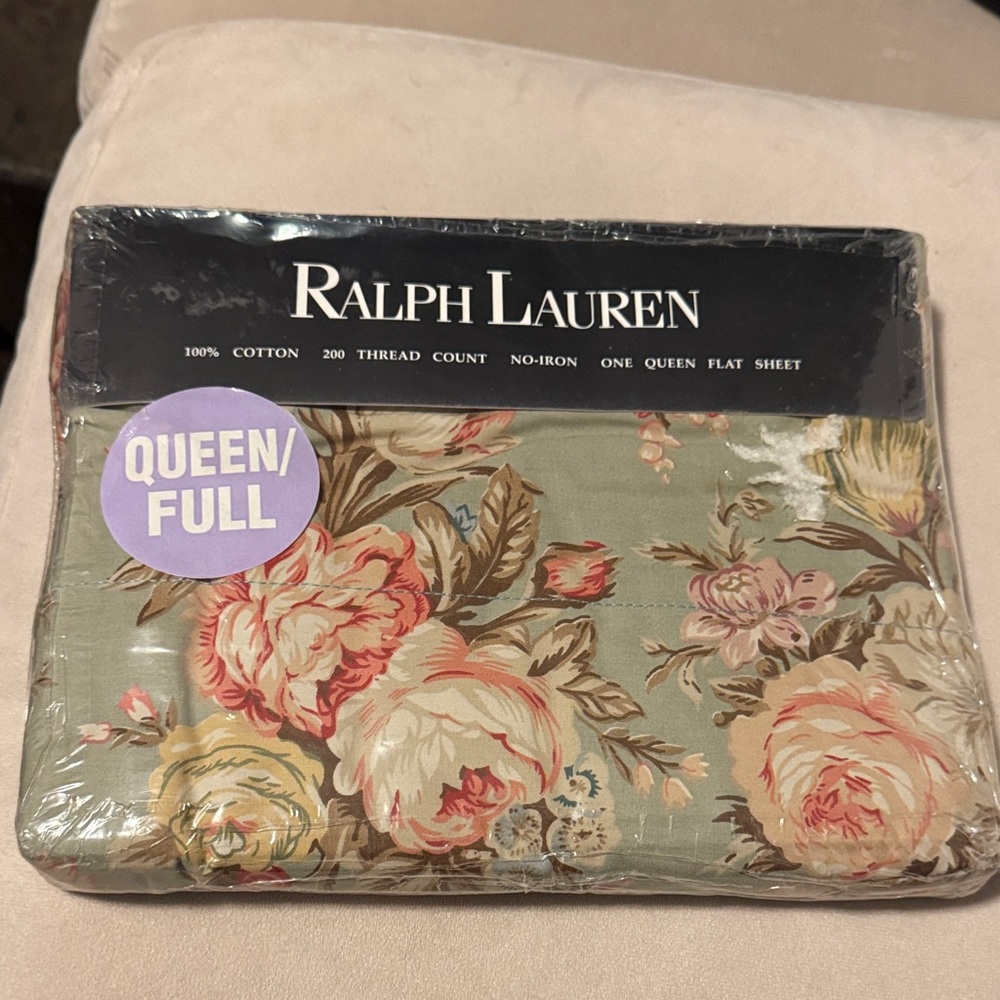 RALPH LAUREN
100% COTTON 200 THREAD COUNT NO-IRON ONE QUEEN FLAT SHEET
QUEEN/
FULL